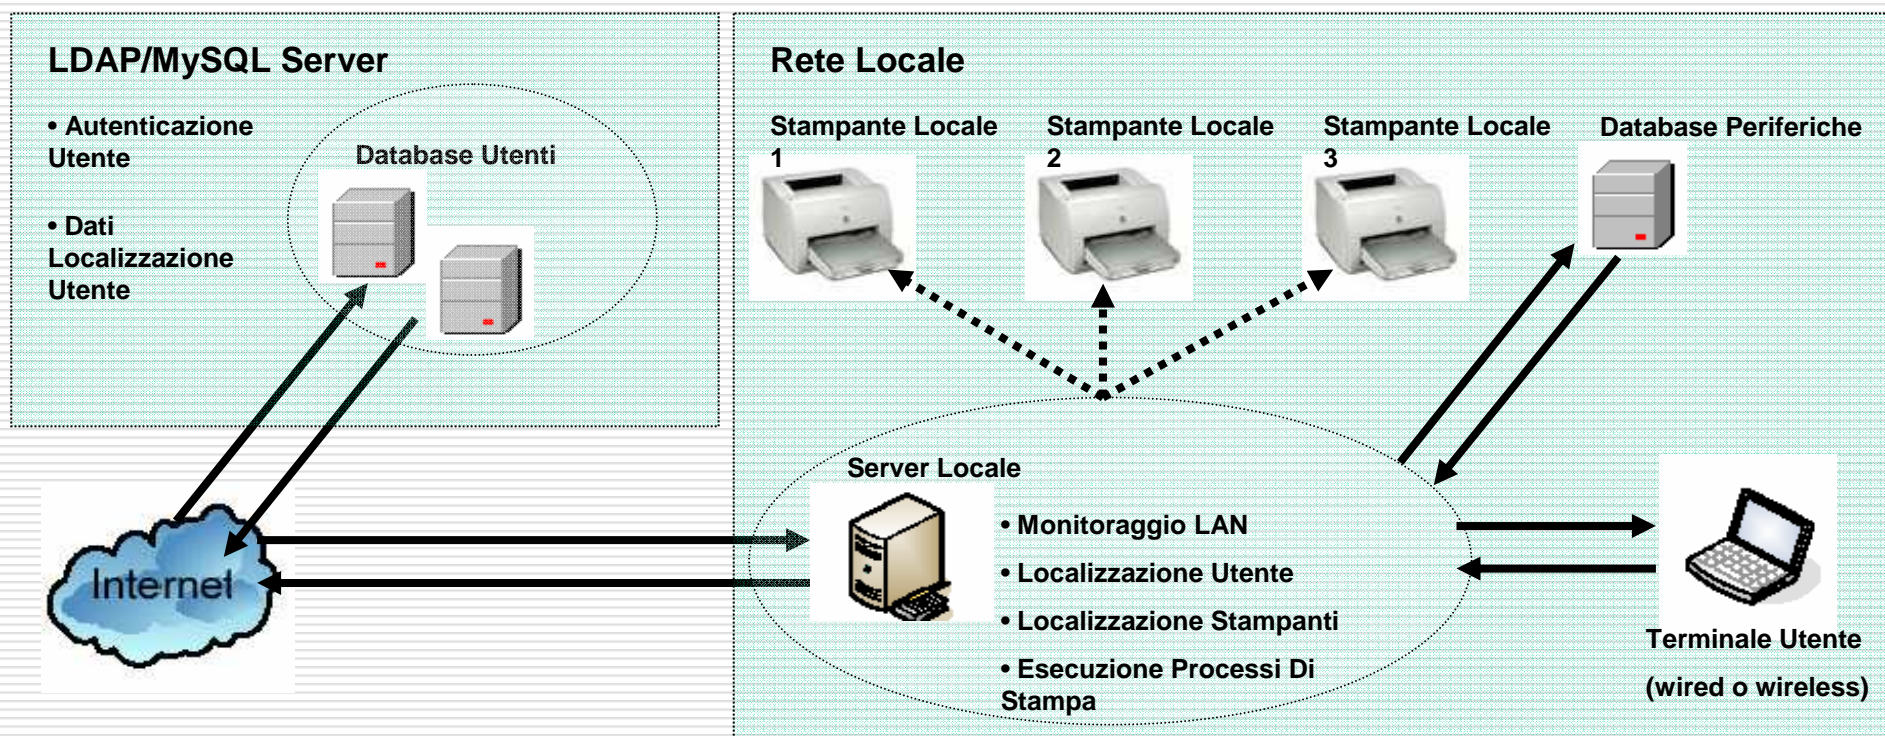 LDAP/MySQL Server
• Autenticazione
Utente
• Dati
Localizzazione
Utente
Database Utenti
Internet
Rete Locale
Stampante Locale
1
Stampante Locale
2
Stampante Locale
3
Database Periferiche
Server Locale
• Monitoraggio LAN
• Localizzazione Utente
• Localizzazione Stampanti
• Esecuzione Processi Di
Stampa
Terminale Utente
(wired o wireless)